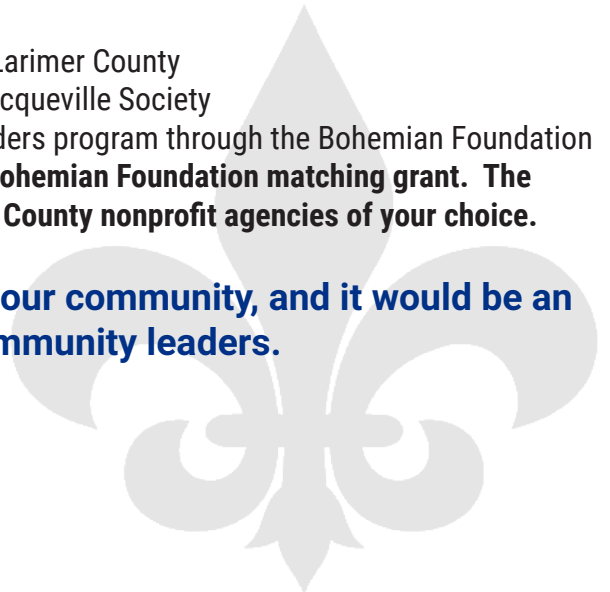 Larimer County
cqueville Society
ders program through the Bohemian Foundation
ohemian Foundation matching grant.  The
County nonprofit agencies of your choice.
our community, and it would be an
mmunity leaders.